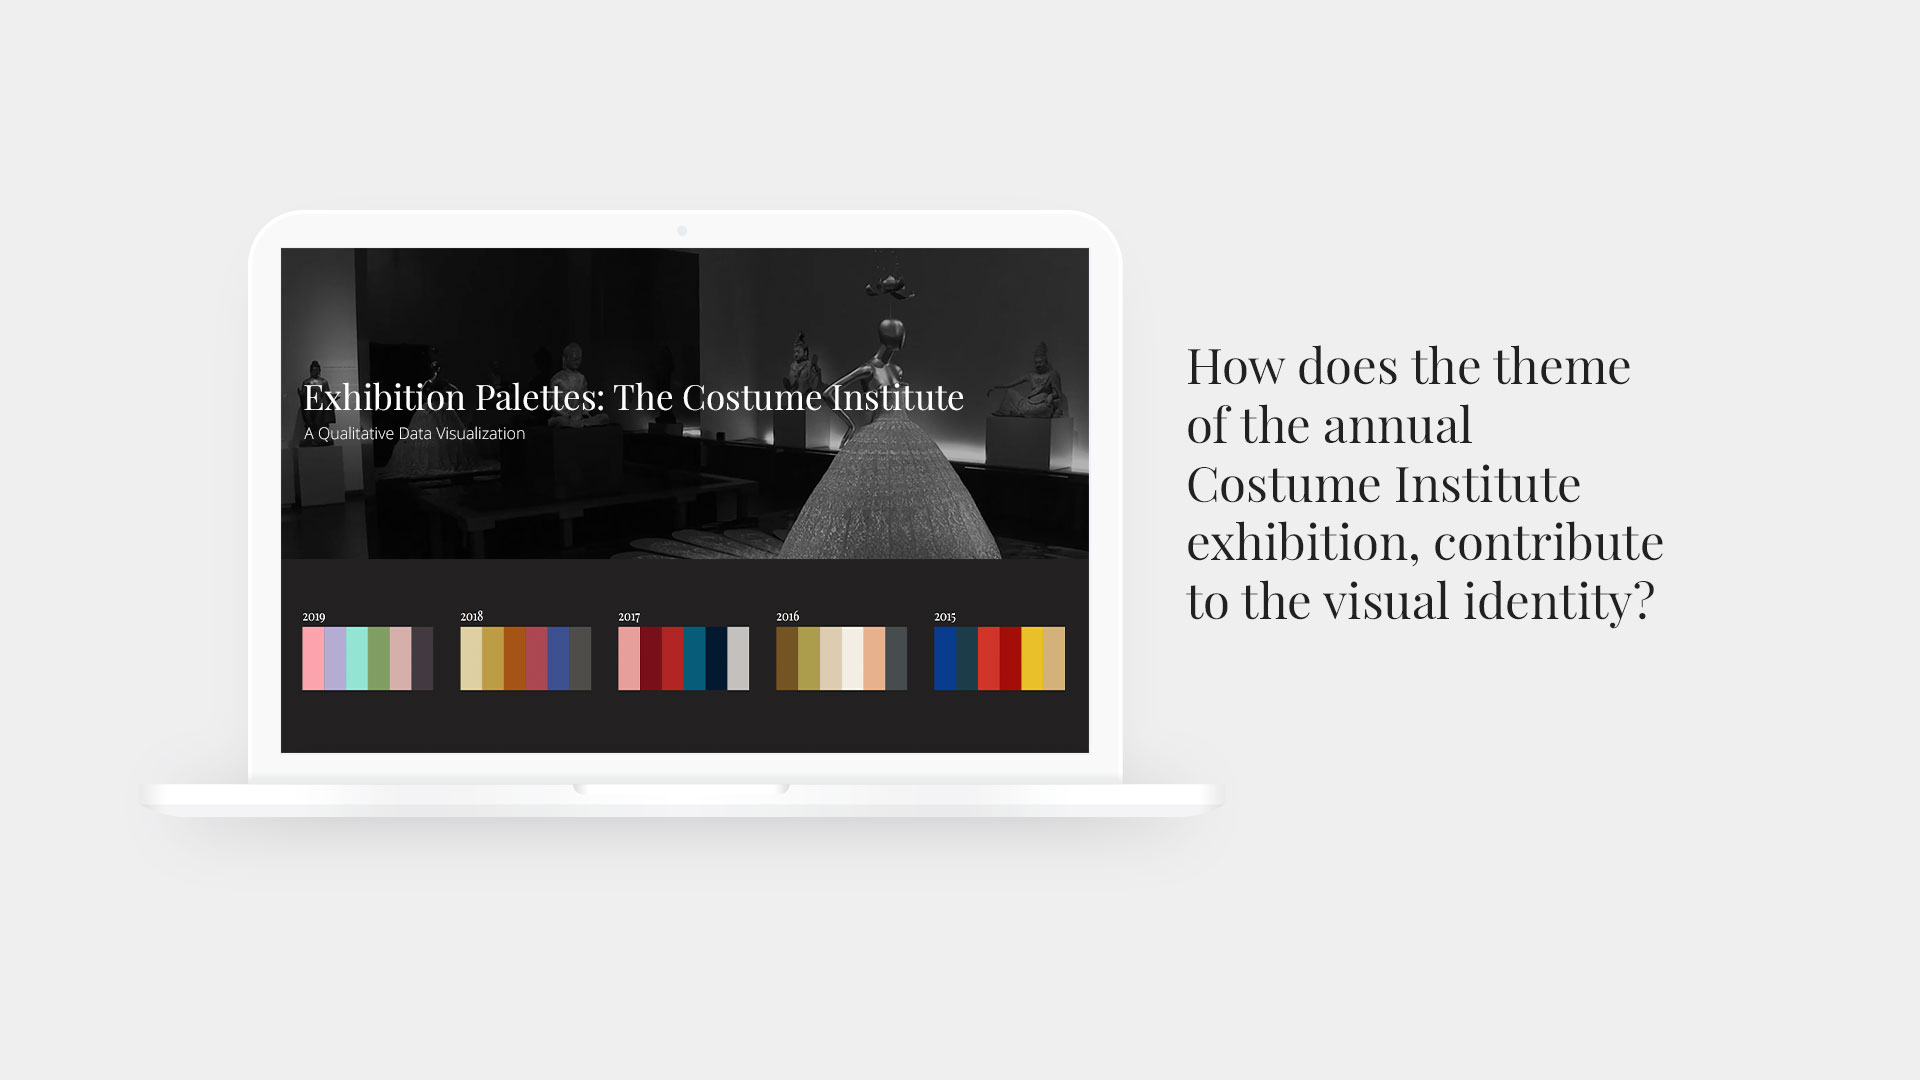 Exhibition Palettes: The Costume Institute
A Qualitative Data Visualization
2019
2018
2017
2016
2015
How does the theme
of the annual
Costume Institute
exhibition, contribute
to the visual identity?